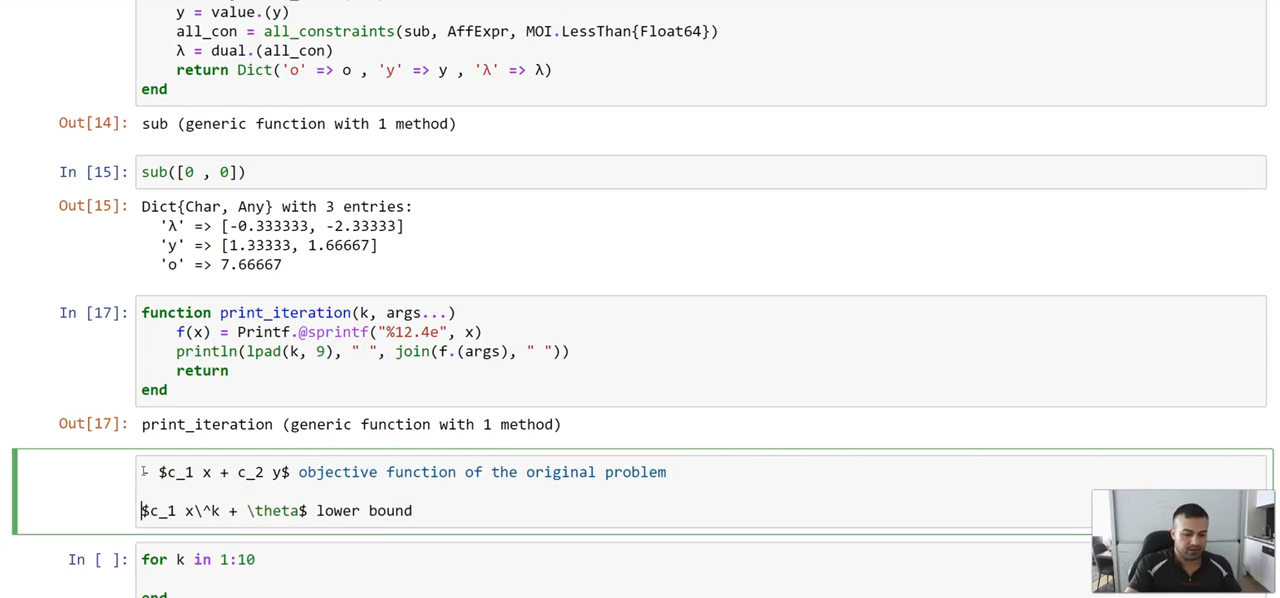 y = value.(y)
all_con = all_constraints(sub, AffExpr, MOI.LessThan{Float64})
λ = dual.(all_con)
return Dict('o' => o , 'y' => y , 'λ' => λ)
end
Out[14]: sub (generic function with 1 method)
In [15]: sub([0 , 0])
Out[15]: Dict{Char, Any} with 3 entries:
'λ' => [-0.333333, -2.33333]
'y' => [1.33333, 1.66667]
'o' => 7.66667
In [17]: function print_iteration(k, args...)
f(x) = Printf.@sprintf("%12.4e", x)
println(lpad(k, 9), " ", join(f.(args), " "))
return
end
Out[17]: print_iteration (generic function with 1 method)
- $c_1 x + c_2 y$ objective function of the original problem
$c_1 x\^k + \theta$ lower bound
In [ ]: for k in 1:10
end